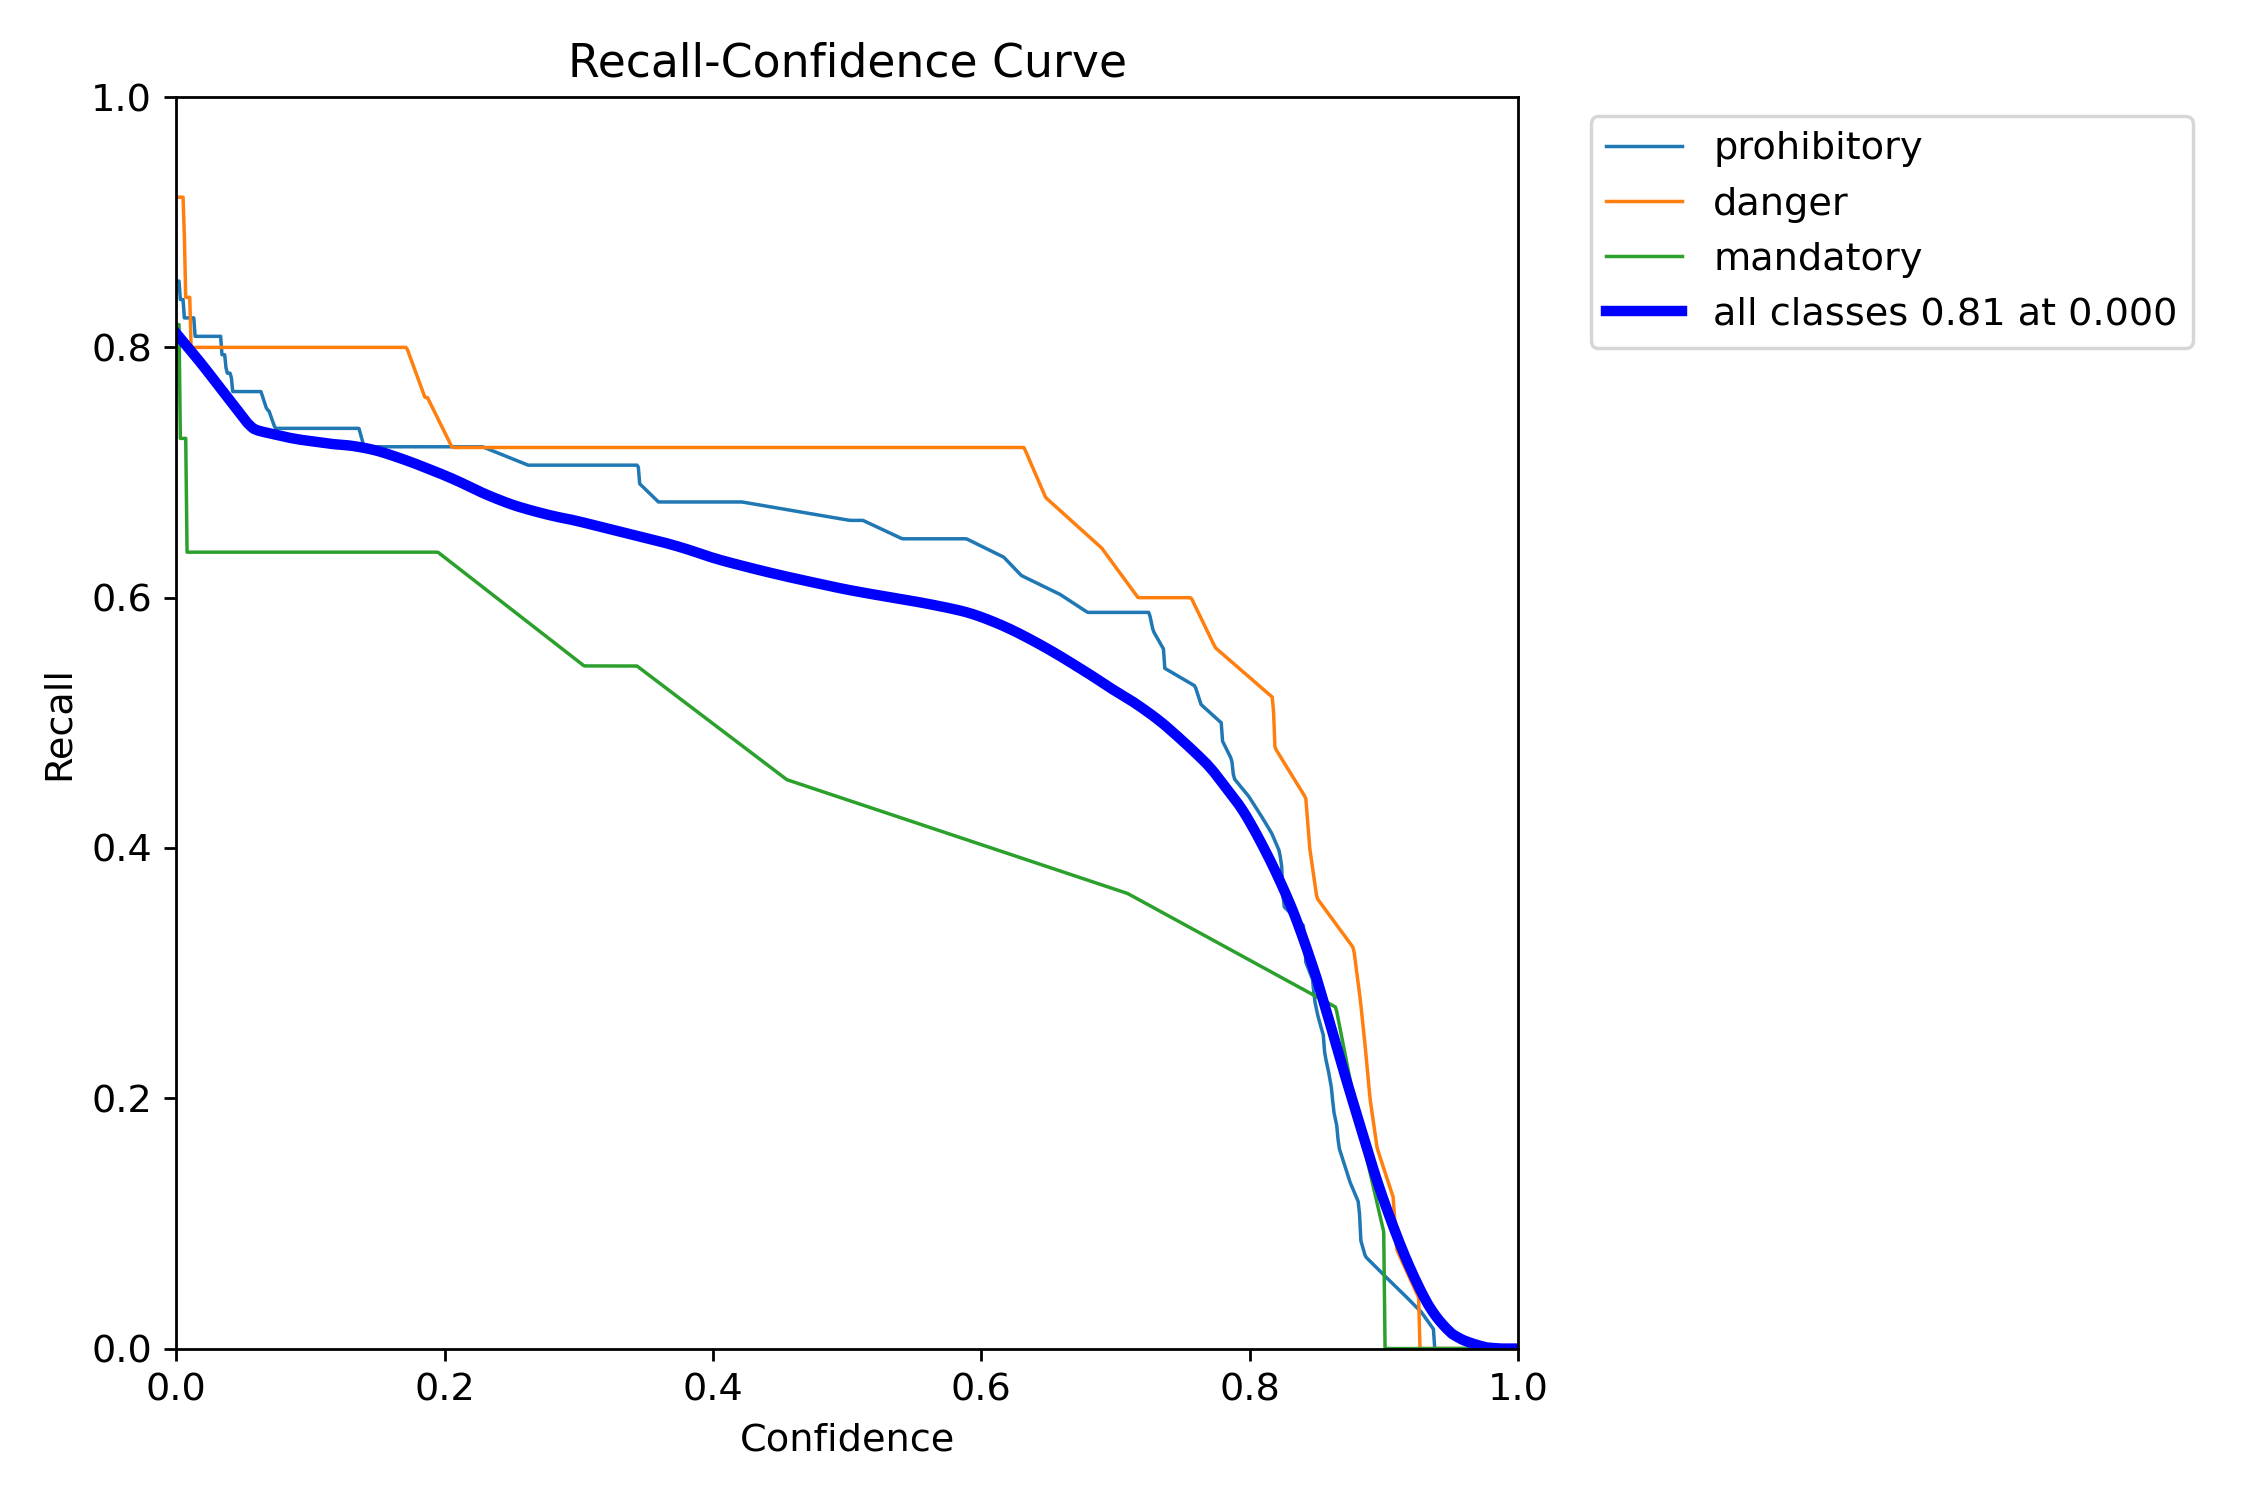 Recall-Confidence Curve
1.0
0.8
0.6
0.4
0.2
0.0
Recall
0.0 0.2 0.4 0.6 0.8 1.0
Confidence
prohibitory
danger
mandatory
all classes 0.81 at 0.000